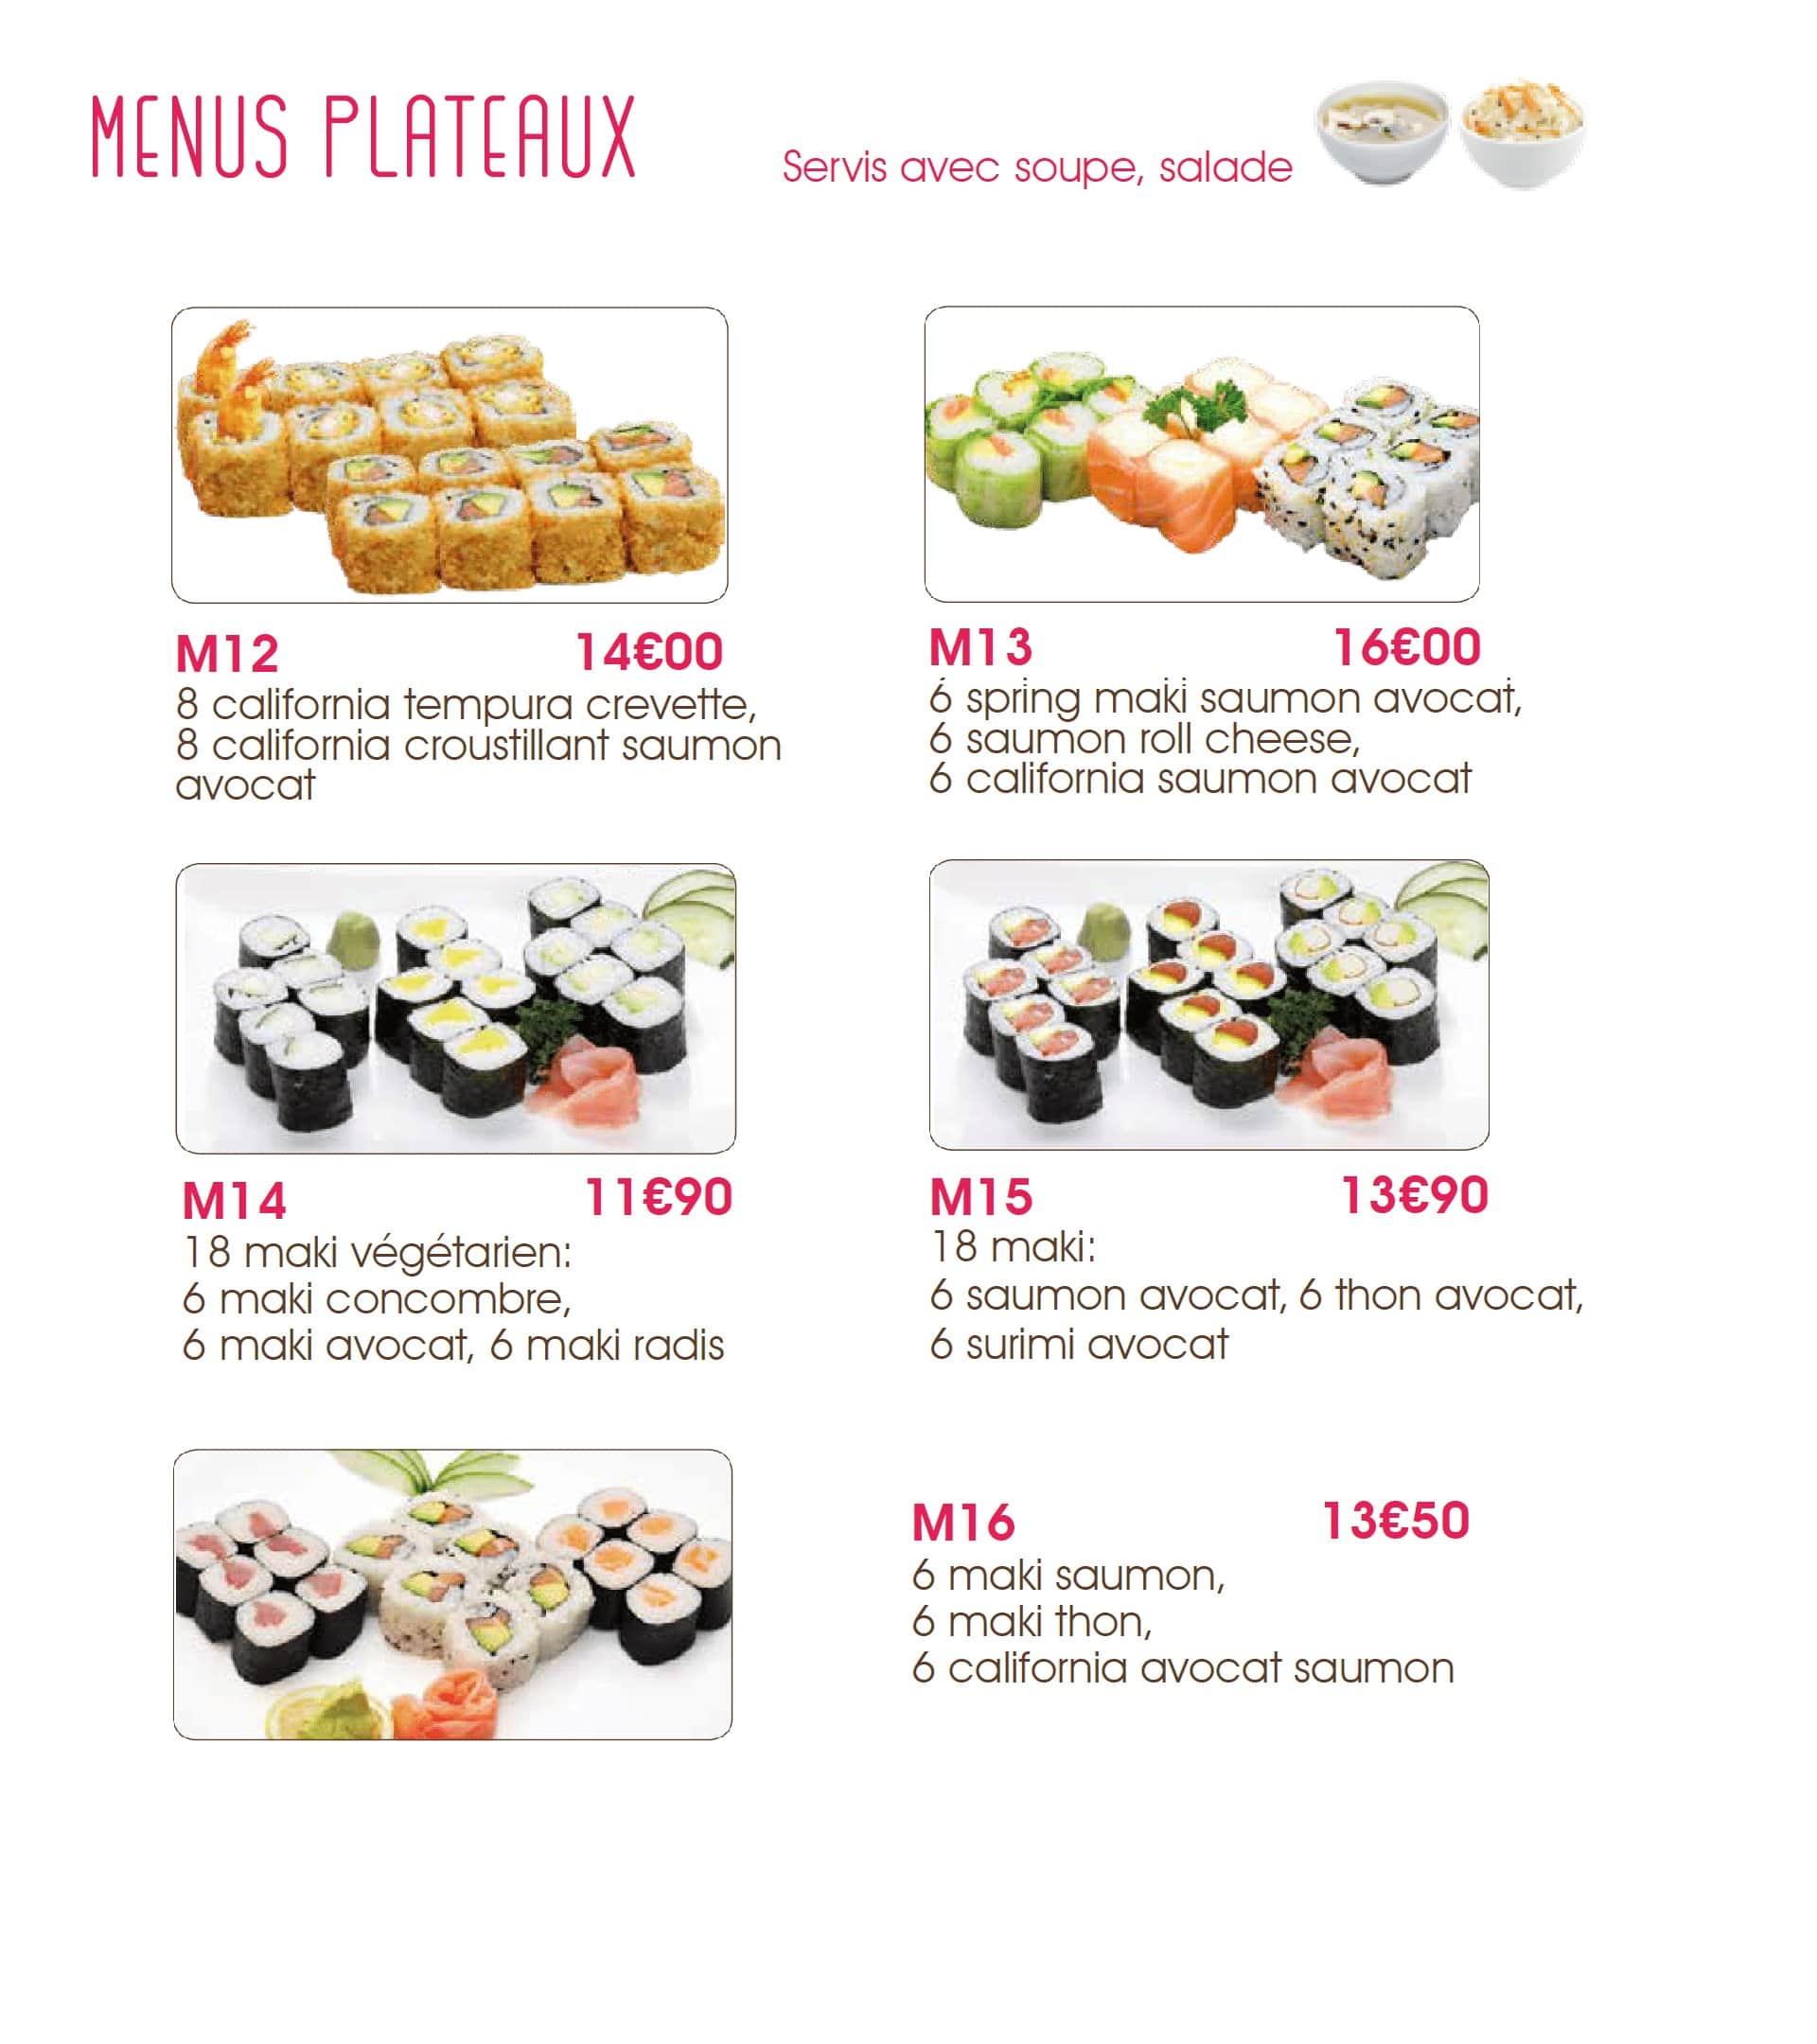 MENUS PLATEAUX
Servis avec soupe, salade
M12 14€00
8 california tempura crevette,
8 california croustillant saumon
avocat
M13 16€00
6 spring maki saumon avocat,
6 saumon roll cheese,
6 california saumon avocat
M14 11€90
18 maki végétarien:
6 maki concombre,
6 maki avocat, 6 maki radis
M15 13€90
18 maki:
6 saumon avocat, 6 thon avocat,
6 surimi avocat
M16 13€50
6 maki saumon,
6 maki thon,
6 california avocat saumon